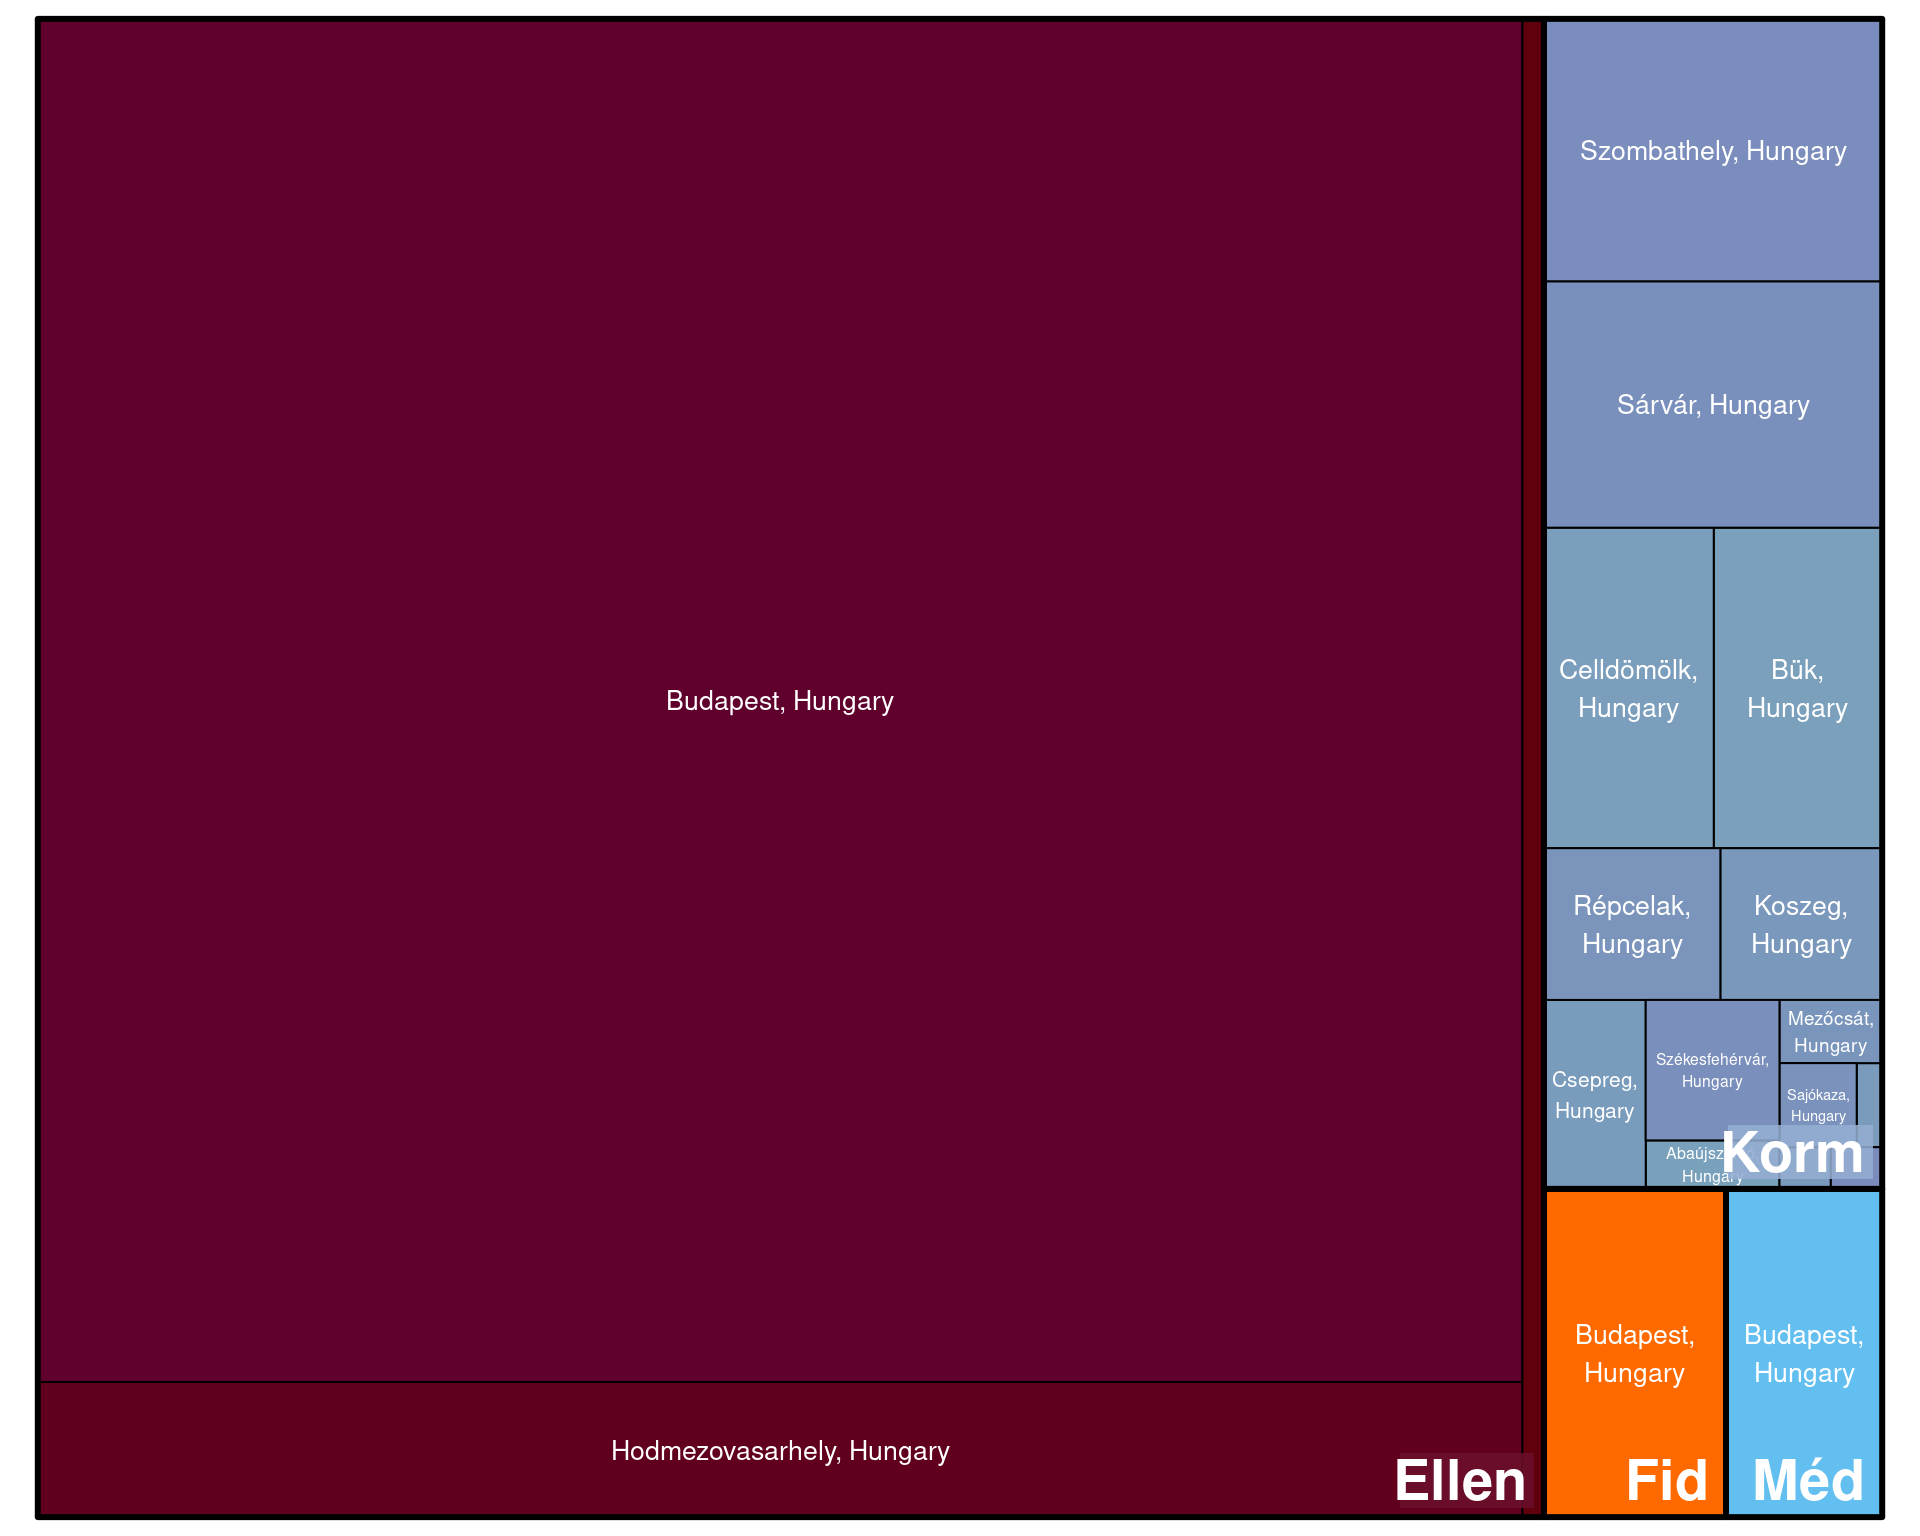 Budapest, Hungary
Hodmezovasarhely, Hungary
Ellen
Szombathely, Hungary
Sárvár, Hungary
Celldömölk,
Hungary
Bük,
Hungary
Répcelak,
Hungary
Koszeg,
Hungary
Csepreg,
Hungary
Székesfehérvár,
Hungary
Mezőcsát,
Hungary
Sajókaza,
Hungary
Hungary
Korm
Budapest,
Hungary
Fid
Budapest,
Hungary
Méd